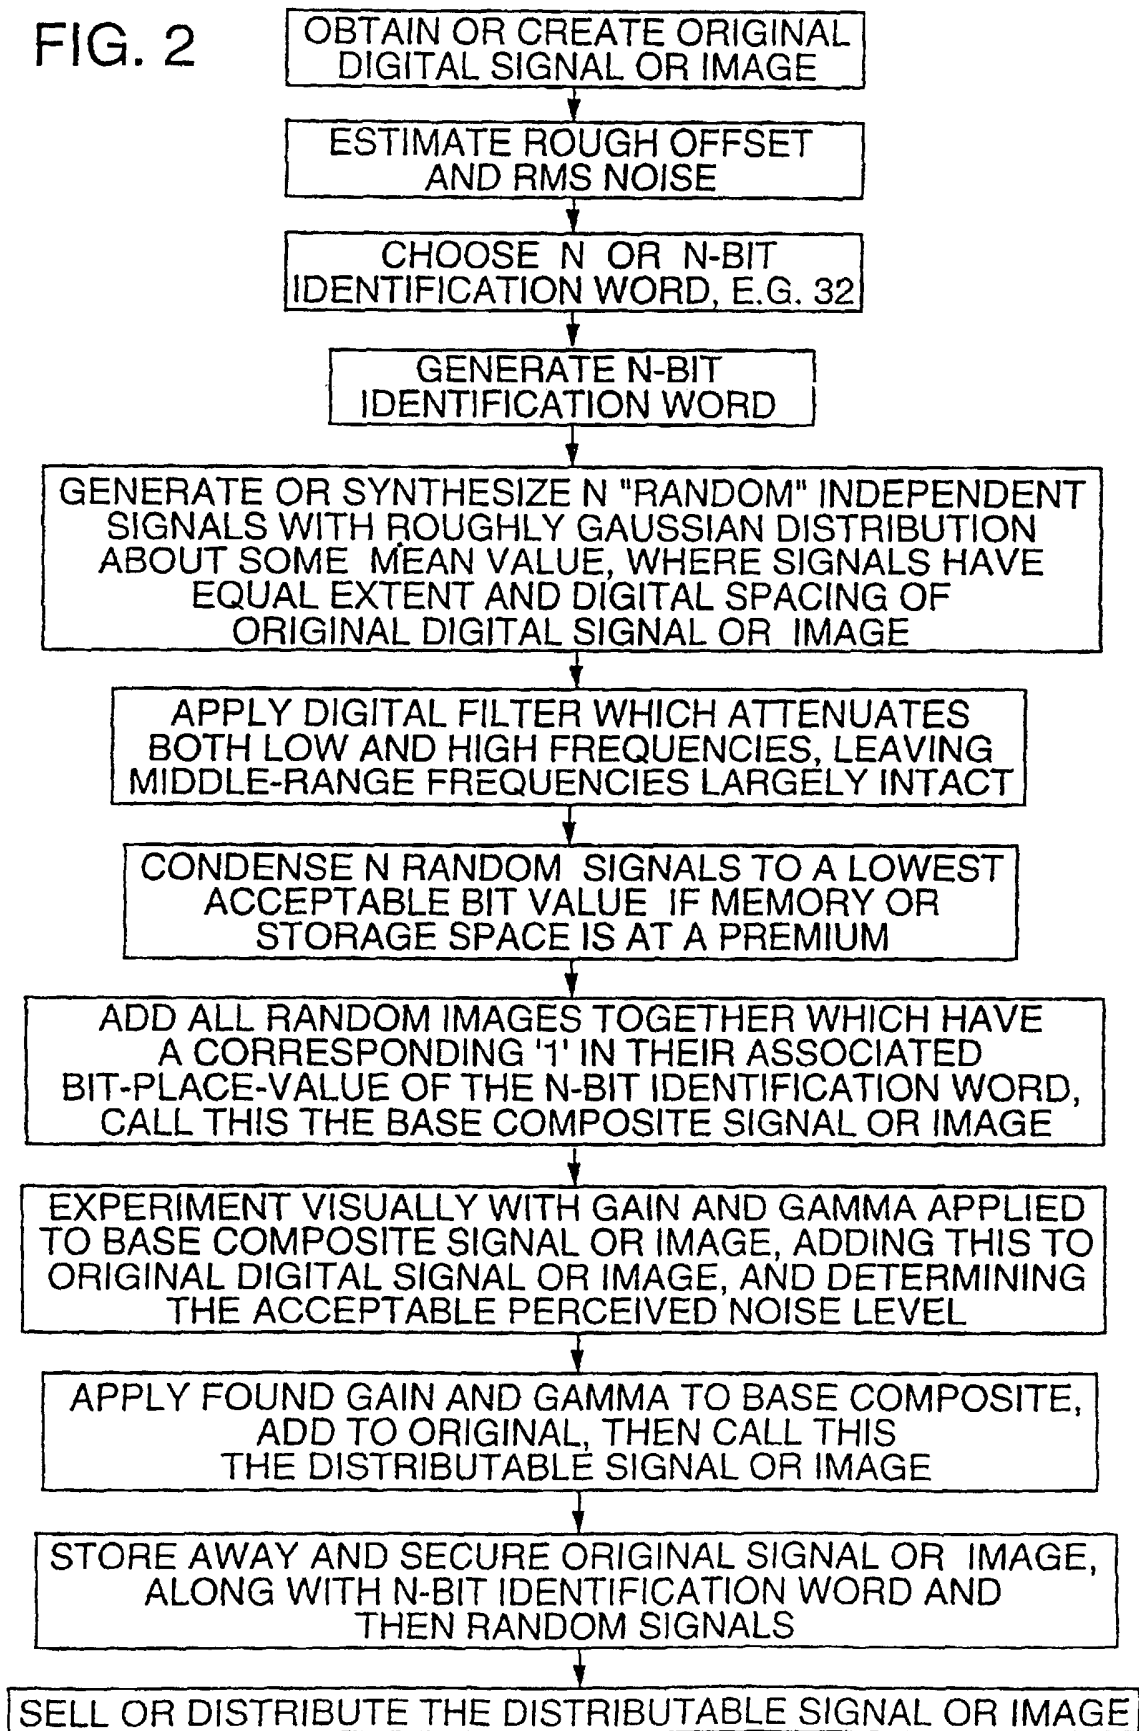 FIG. 2
OBTAIN OR CREATE ORIGINAL
DIGITAL SIGNAL OR IMAGE
ESTIMATE ROUGH OFFSET
AND RMS NOISE
CHOOSE N OR N-BIT
IDENTIFICATION WORD, E.G. 32
GENERATE N-BIT
IDENTIFICATION WORD
GENERATE OR SYNTHESIZE N "RANDOM" INDEPENDENT
SIGNALS WITH ROUGHLY GAUSSIAN DISTRIBUTION
ABOUT SOME MEAN VALUE, WHERE SIGNALS HAVE
EQUAL EXTENT AND DIGITAL SPACING OF
ORIGINAL DIGITAL SIGNAL OR IMAGE
APPLY DIGITAL FILTER WHICH ATTENUATES
BOTH LOW AND HIGH FREQUENCIES, LEAVING
MIDDLE-RANGE FREQUENCIES LARGELY INTACT
CONDENSE N RANDOM SIGNALS TO A LOWEST
ACCEPTABLE BIT VALUE IF MEMORY OR
STORAGE SPACE IS AT A PREMIUM
ADD ALL RANDOM IMAGES TOGETHER WHICH HAVE
A CORRESPONDING '1' IN THEIR ASSOCIATED
BIT-PLACE-VALUE OF THE N-BIT IDENTIFICATION WORD,
CALL THIS THE BASE COMPOSITE SIGNAL OR IMAGE
EXPERIMENT VISUALLY WITH GAIN AND GAMMA APPLIED
TO BASE COMPOSITE SIGNAL OR IMAGE, ADDING THIS TO
ORIGINAL DIGITAL SIGNAL OR IMAGE, AND DETERMINING
THE ACCEPTABLE PERCEIVED NOISE LEVEL
APPLY FOUND GAIN AND GAMMA TO BASE COMPOSITE,
ADD TO ORIGINAL, THEN CALL THIS
THE DISTRIBUTABLE SIGNAL OR IMAGE
STORE AWAY AND SECURE ORIGINAL SIGNAL OR IMAGE,
ALONG WITH N-BIT IDENTIFICATION WORD AND
THEN RANDOM SIGNALS
SELL OR DISTRIBUTE THE DISTRIBUTABLE SIGNAL OR IMAGE